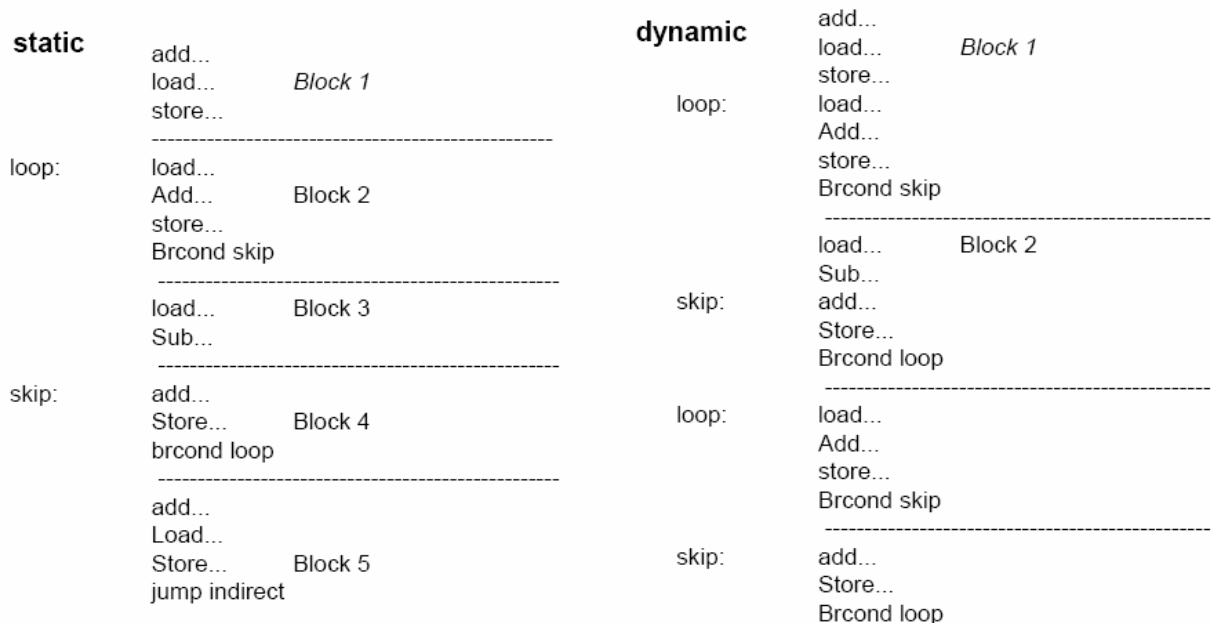 static
add...
load... Block 1
store...
------------------------------------------------
loop: load...
Add... Block 2
store...
Brcond skip
------------------------------------------------
load... Block 3
Sub...
------------------------------------------------
skip: add...
Store... Block 4
brcond loop
------------------------------------------------
add...
Load...
Store... Block 5
jump indirect
dynamic
add...
load... Block 1
store...
loop: load...
Add...
store...
Brcond skip
------------------------------------------------
load... Block 2
Sub...
skip: add...
Store...
Brcond loop
------------------------------------------------
loop: load...
Add...
store...
Brcond skip
------------------------------------------------
skip: add...
Store...
Brcond loop